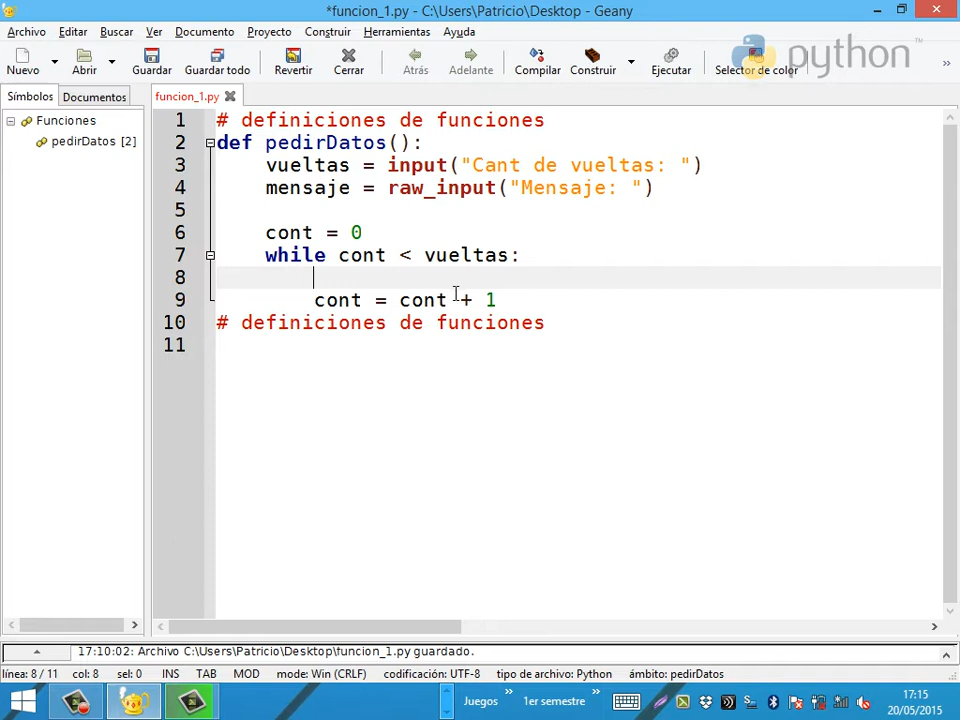 *funcion_1.py - C:\Users\Patricio\Desktop - Geany
Archivo Editar Buscar Ver Documento Proyecto Construir Herramientas Ayuda
Nuevo Abrir Guardar Guardar todo Revertir Cerrar Atrás Adelante Compilar Construir Ejecutar Selector de color »
python™
Símbolos Documentos funcion_1.py
Funciones
pedirDatos [2]
1 # definiciones de funciones
2 def pedirDatos():
3 vueltas = input("Cant de vueltas: ")
4 mensaje = raw_input("Mensaje: ")
5
6 cont = 0
7 while cont < vueltas:
8
9 cont = cont + 1
10 # definiciones de funciones
11
17:10:02: Archivo C:\Users\Patricio\Desktop\funcion_1.py guardado.
línea: 8 / 11 col: 8 sel: 0 INS TAB MOD mode: Win (CRLF) codificación: UTF-8 tipo de archivo: Python ámbito: pedirDatos
Juegos » 1er semestre » 17:15
20/05/2015